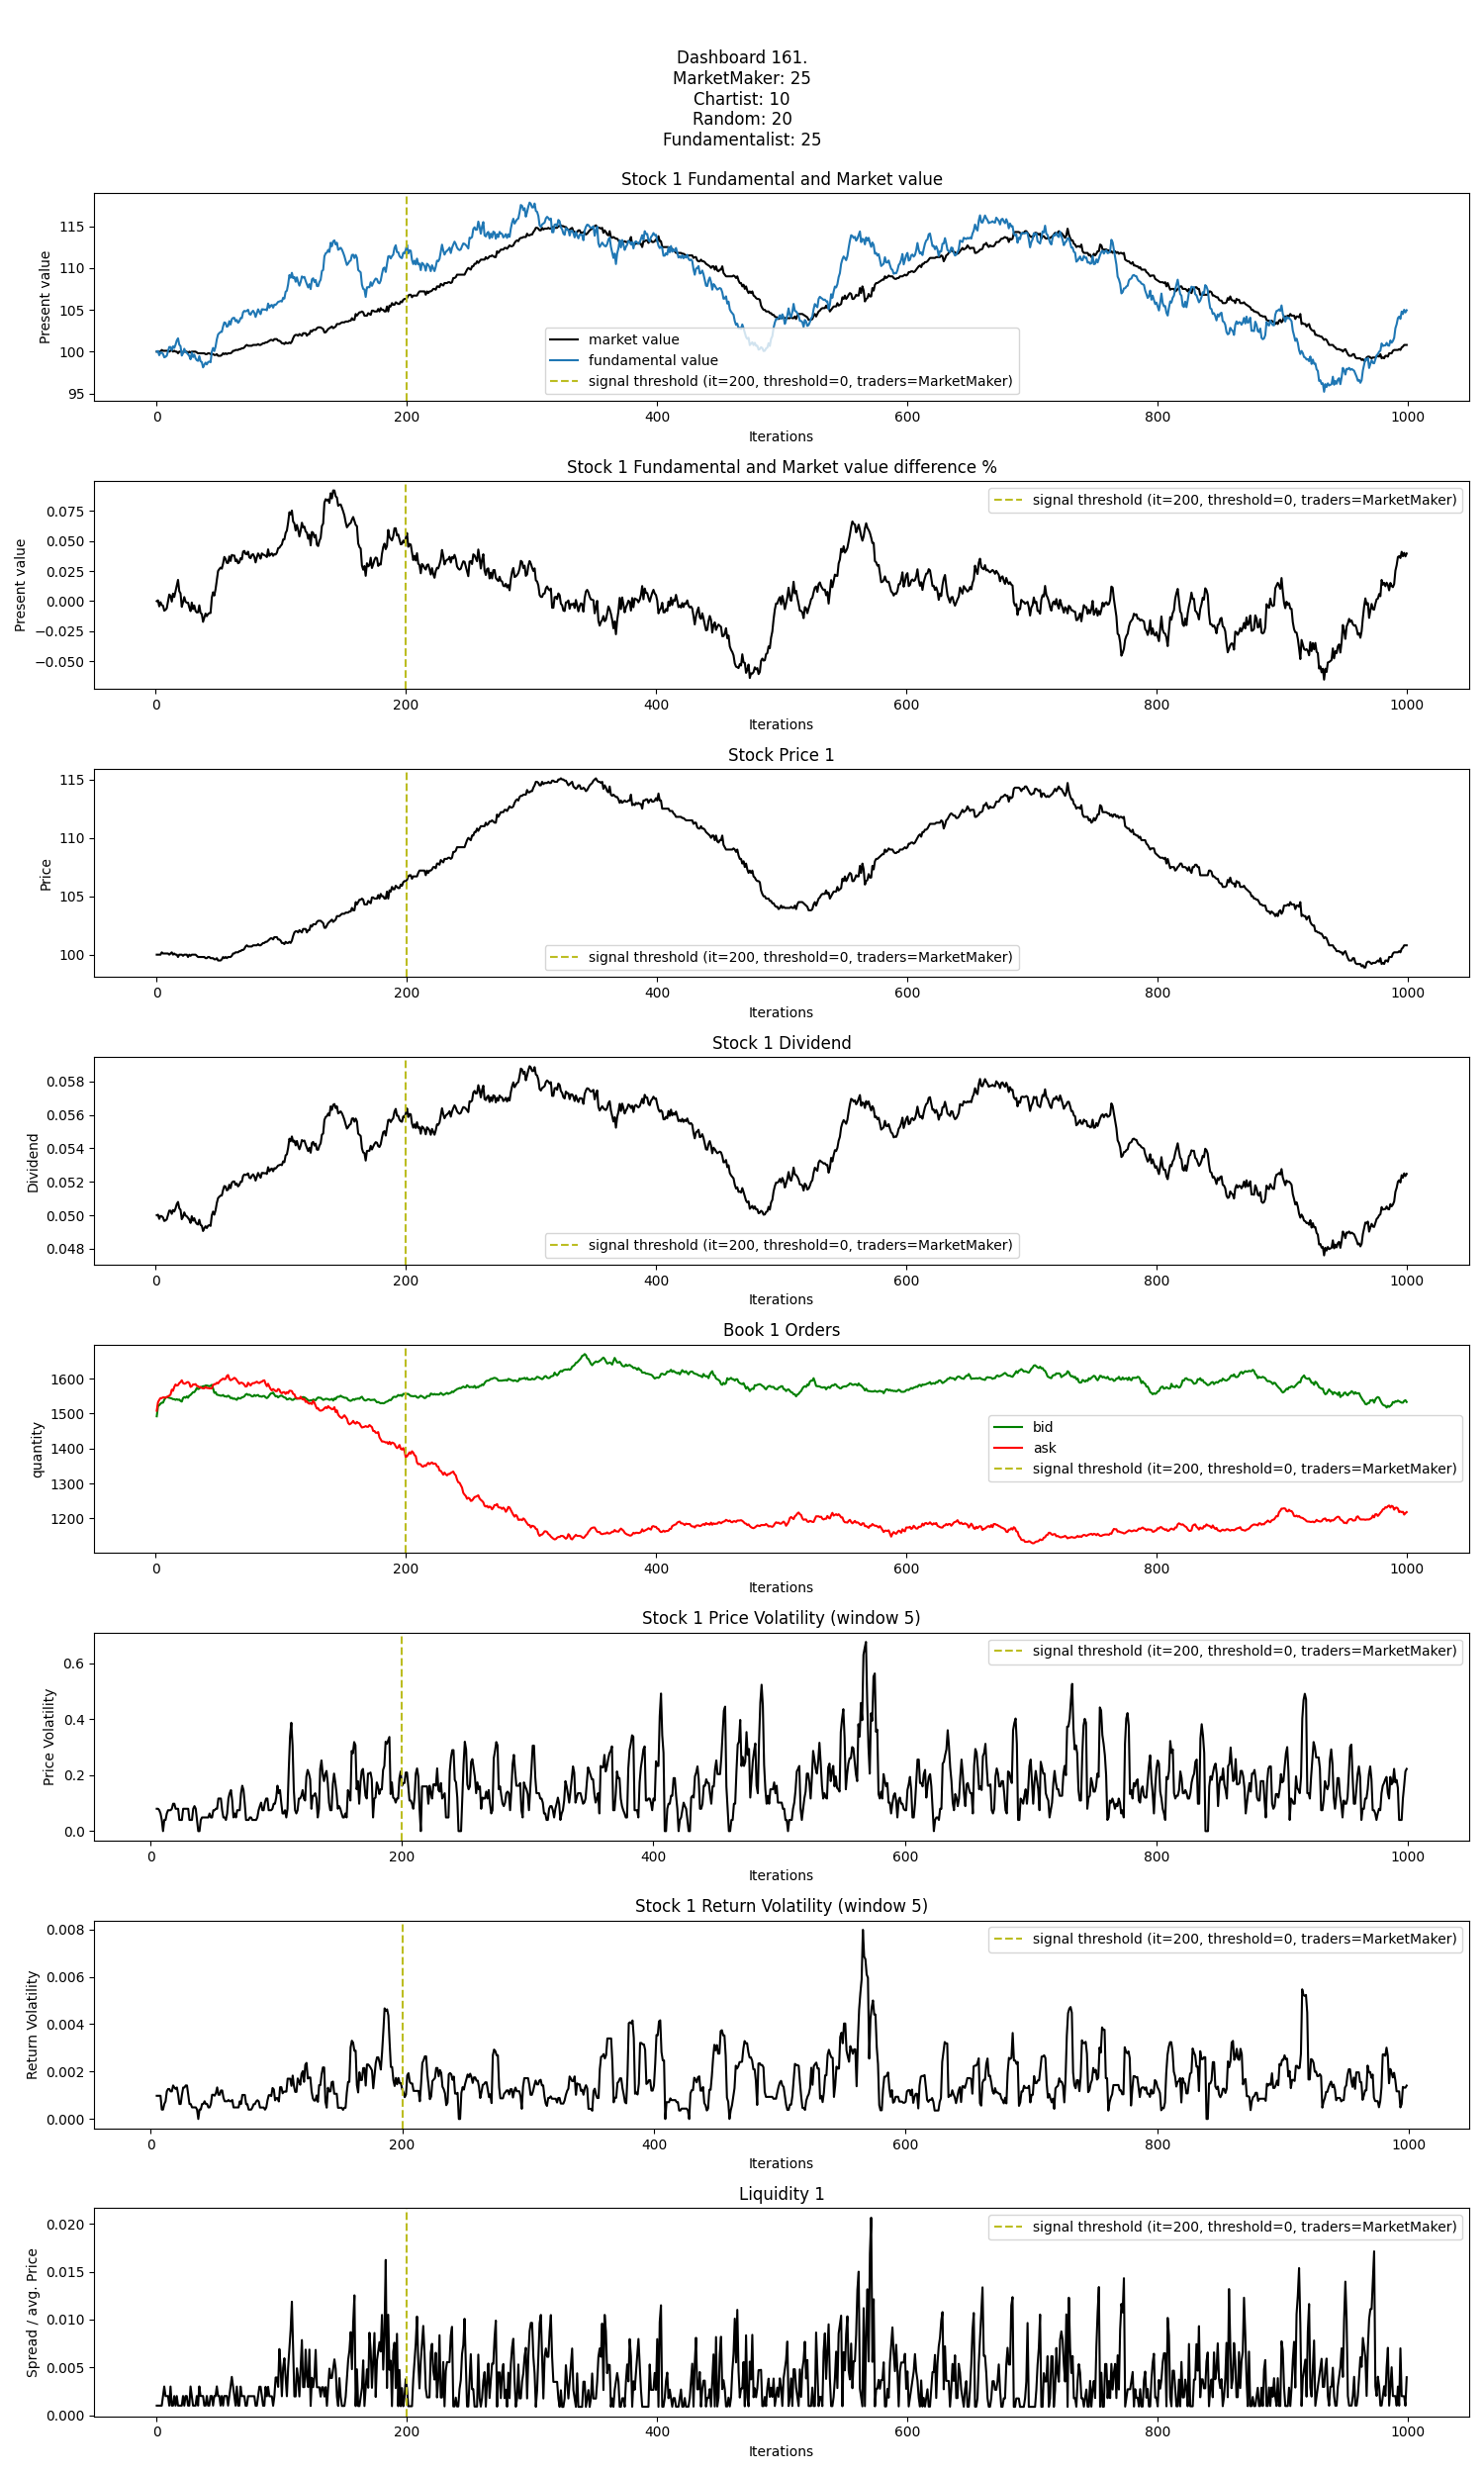 Dashboard 161.
MarketMaker: 25
Chartist: 10
Random: 20
Fundamentalist: 25
Stock 1 Fundamental and Market value
Present value
115
110
105
100
95
market value
fundamental value
signal threshold (it=200, threshold=0, traders=MarketMaker)
0 200 400 600 800 1000
Iterations
Stock 1 Fundamental and Market value difference %
Present value
0.075
0.050
0.025
0.000
−0.025
−0.050
signal threshold (it=200, threshold=0, traders=MarketMaker)
0 200 400 600 800 1000
Iterations
Stock Price 1
Price
115
110
105
100
signal threshold (it=200, threshold=0, traders=MarketMaker)
0 200 400 600 800 1000
Iterations
Stock 1 Dividend
Dividend
0.058
0.056
0.054
0.052
0.050
0.048
signal threshold (it=200, threshold=0, traders=MarketMaker)
0 200 400 600 800 1000
Iterations
Book 1 Orders
quantity
1600
1500
1400
1300
1200
bid
ask
signal threshold (it=200, threshold=0, traders=MarketMaker)
0 200 400 600 800 1000
Iterations
Stock 1 Price Volatility (window 5)
Price Volatility
0.6
0.4
0.2
0.0
signal threshold (it=200, threshold=0, traders=MarketMaker)
0 200 400 600 800 1000
Iterations
Stock 1 Return Volatility (window 5)
Return Volatility
0.008
0.006
0.004
0.002
0.000
signal threshold (it=200, threshold=0, traders=MarketMaker)
0 200 400 600 800 1000
Iterations
Liquidity 1
Spread / avg. Price
0.020
0.015
0.010
0.005
0.000
signal threshold (it=200, threshold=0, traders=MarketMaker)
0 200 400 600 800 1000
Iterations